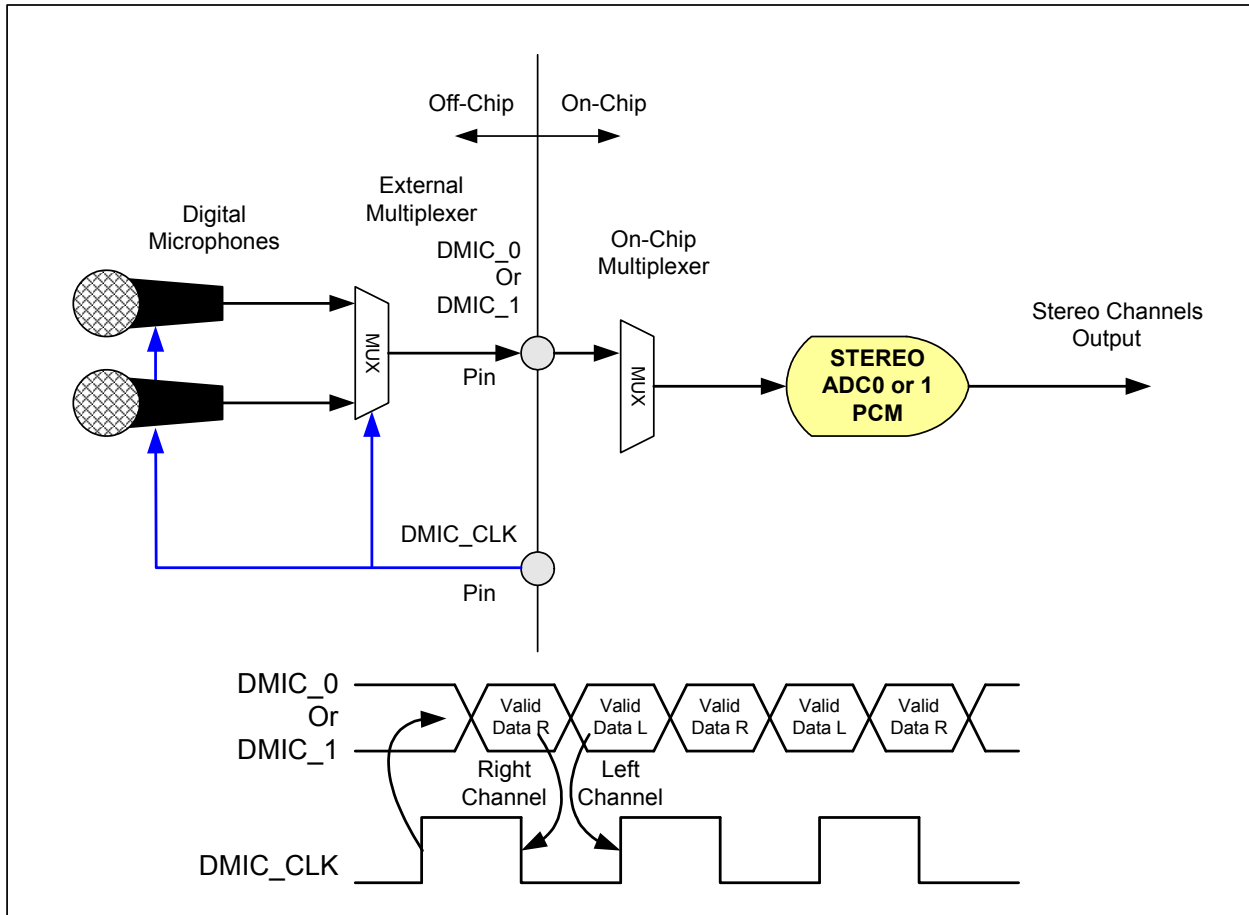 Off-Chip
On-Chip
External
Multiplexer
Digital
Microphones
DMIC_0
Or
DMIC_1
On-Chip
Multiplexer
Stereo Channels
Output
MUX
Pin
MUX
STEREO
ADC0 or 1
PCM
DMIC_CLK
Pin
DMIC_0
Or
DMIC_1
Valid
Data R
Valid
Data L
Valid
Data R
Valid
Data L
Valid
Data R
Right
Channel
Left
Channel
DMIC_CLK